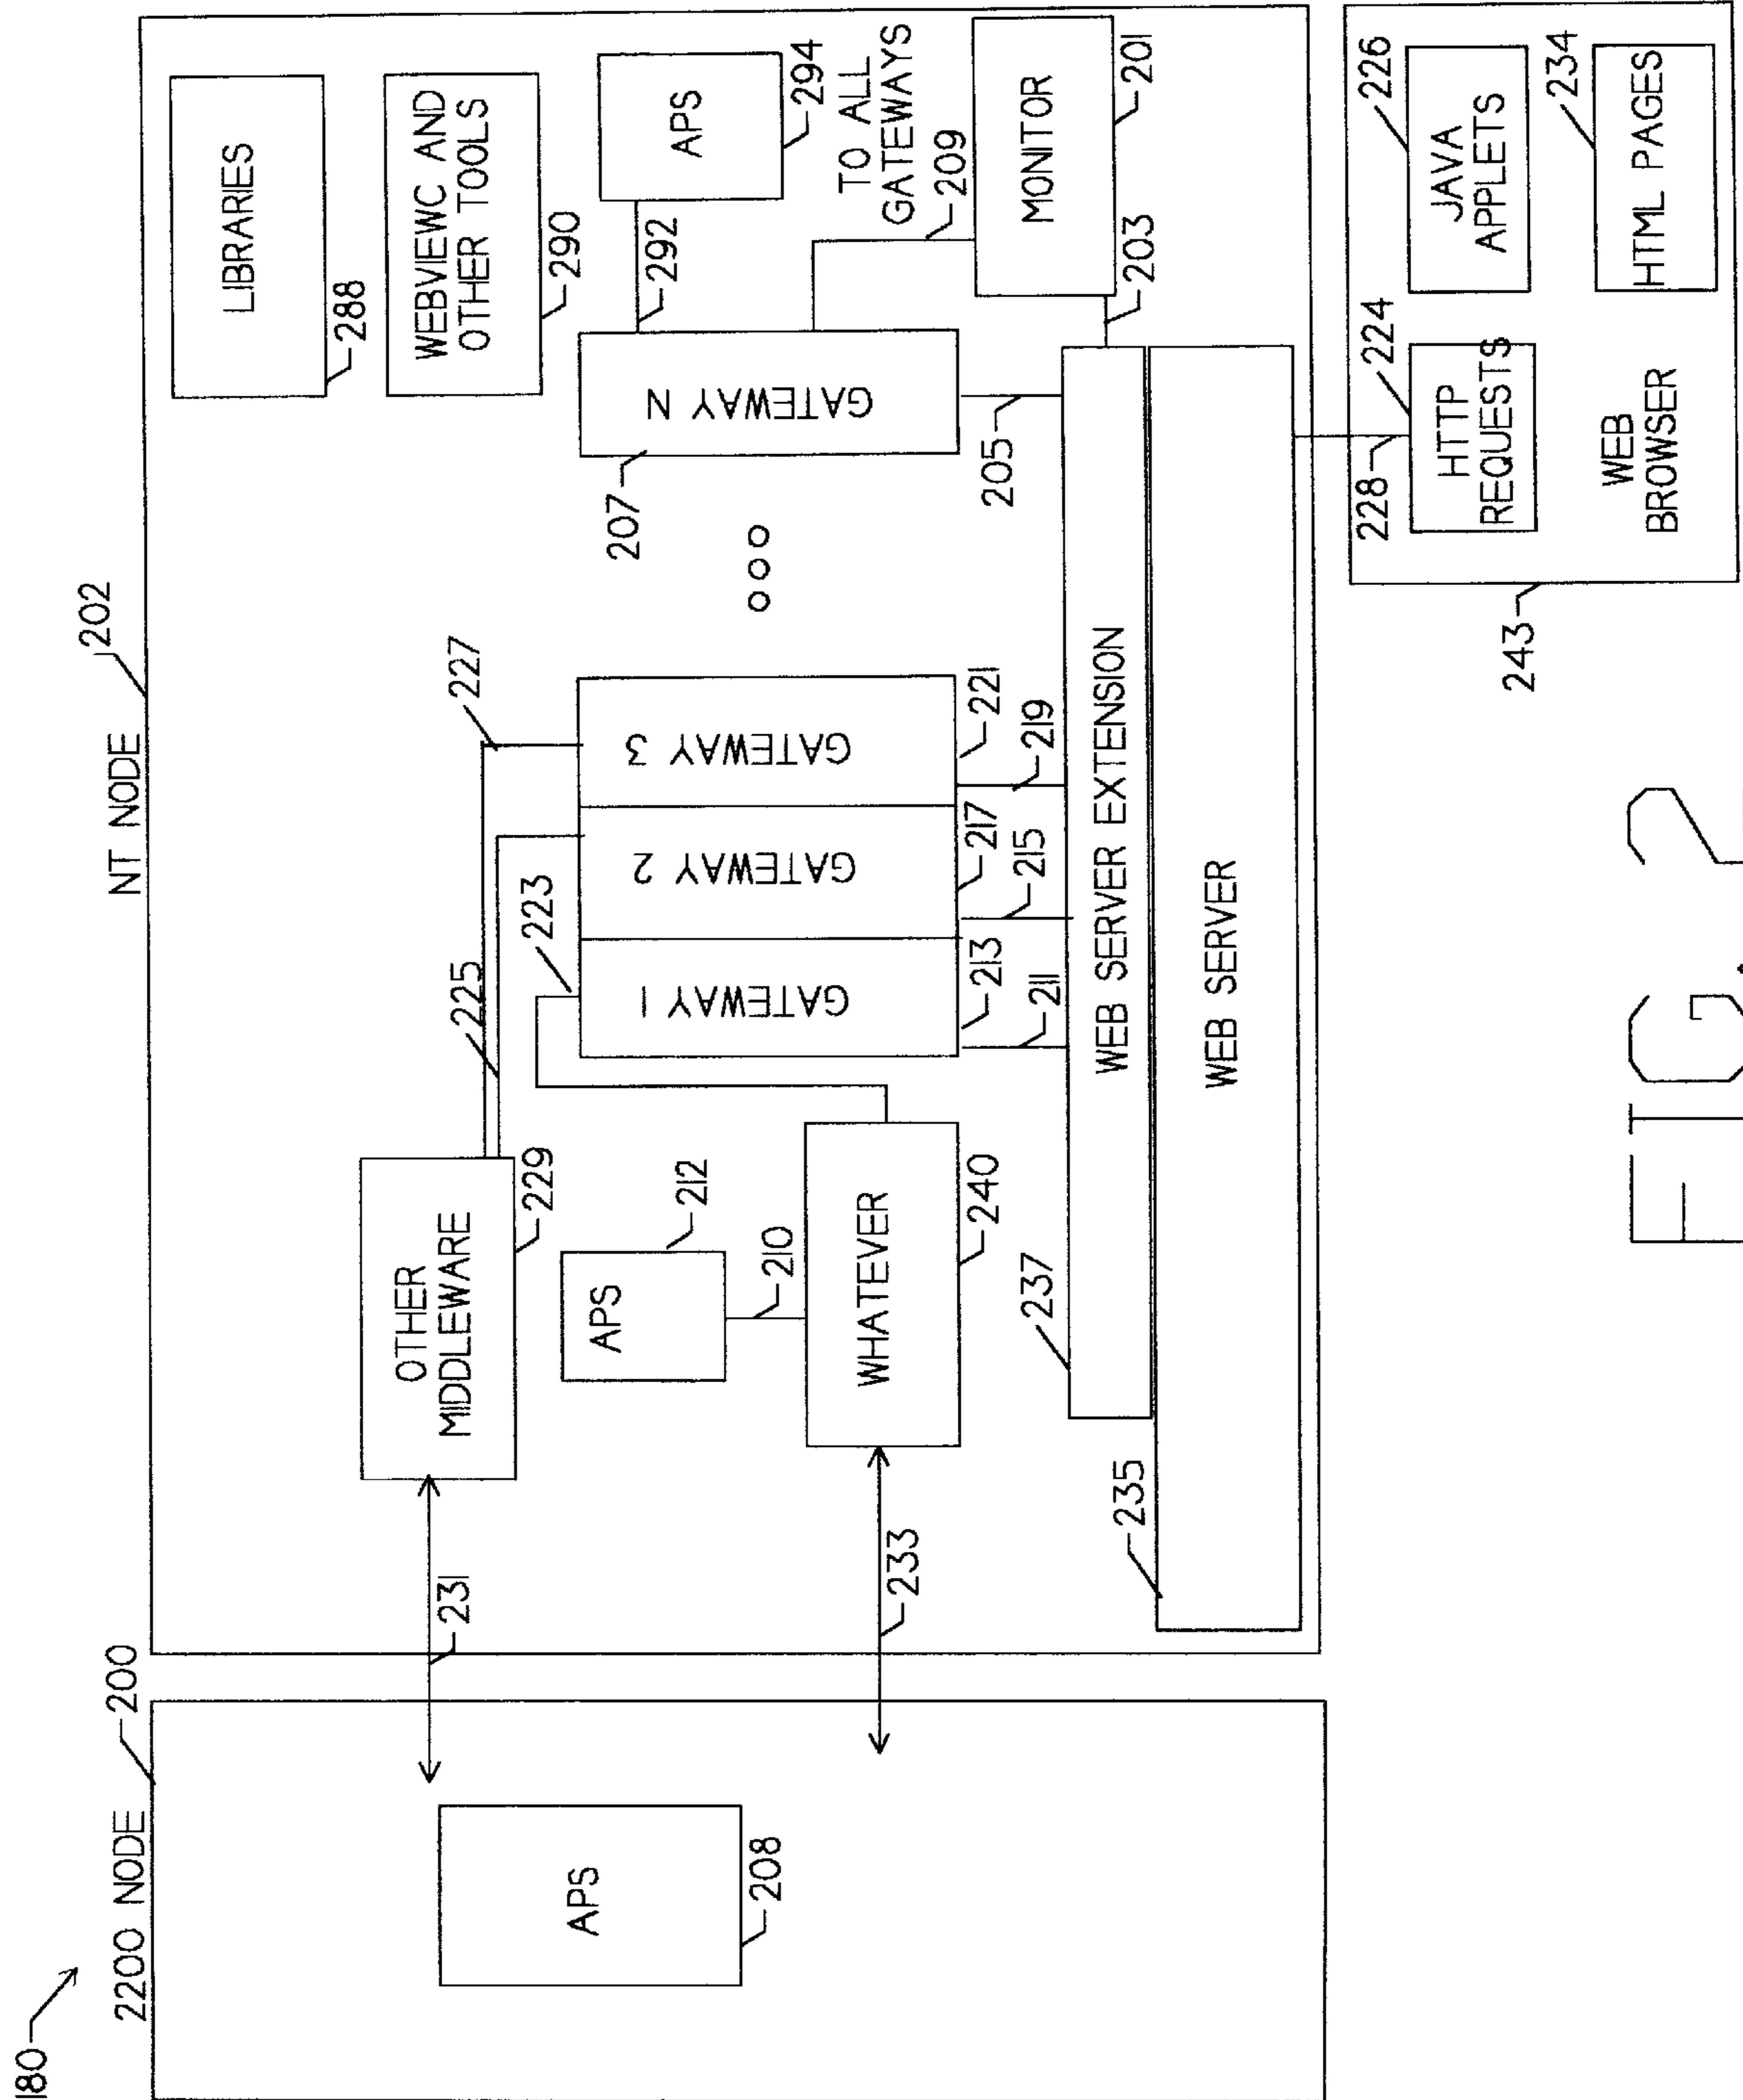 180
2200 NODE
200
NT NODE
202
LIBRARIES
288
WEBVIEWC AND
OTHER TOOLS
290
OTHER
MIDDLEWARE
229
231
225
227
223
APS
208
APS
212
210
WHATEVER
240
233
GATEWAY 1
213
211
GATEWAY 2
217
215
GATEWAY 3
221
219
ooo
GATEWAY N
207
205
292
APS
294
TO ALL
GATEWAYS
209
MONITOR
201
203
237
WEB SERVER EXTENSION
235
WEB SERVER
228
224
HTTP
REQUESTS
226
JAVA
APPLETS
234
HTML PAGES
WEB
BROWSER
243
FIG. 2